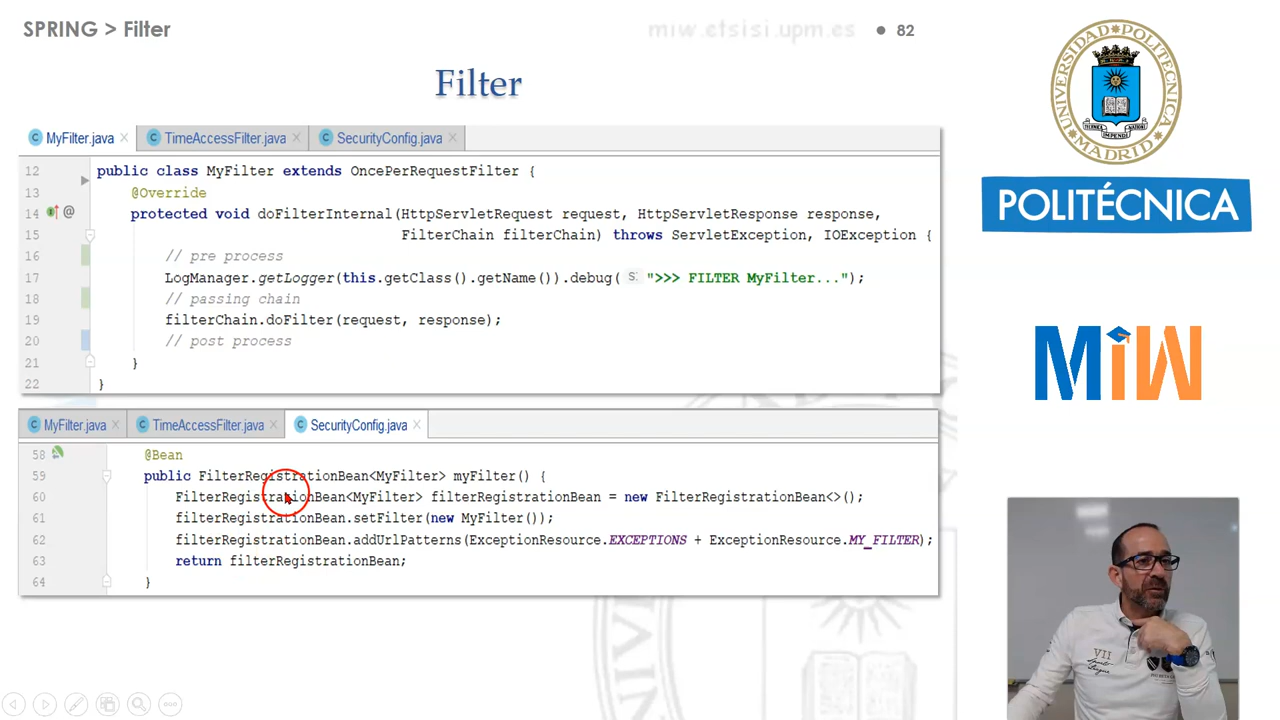 SPRING > Filter
miw.etsisi.upm.es
82
Filter
MyFilter.java
TimeAccessFilter.java
SecurityConfig.java
12 public class MyFilter extends OncePerRequestFilter {
13 @Override
14 protected void doFilterInternal(HttpServletRequest request, HttpServletResponse response,
15 FilterChain filterChain) throws ServletException, IOException {
16 // pre process
17 LogManager.getLogger(this.getClass().getName()).debug( s: ">>> FILTER MyFilter...");
18 // passing chain
19 filterChain.doFilter(request, response);
20 // post process
21 }
22 }
MyFilter.java
TimeAccessFilter.java
SecurityConfig.java
58 @Bean
59 public FilterRegistrationBean<MyFilter> myFilter() {
60 FilterRegistrationBean<MyFilter> filterRegistrationBean = new FilterRegistrationBean<>();
61 filterRegistrationBean.setFilter(new MyFilter());
62 filterRegistrationBean.addUrlPatterns(ExceptionResource.EXCEPTIONS + ExceptionResource.MY_FILTER);
63 return filterRegistrationBean;
64 }
UNIVERSIDAD POLITÉCNICA
MADRID
POLITÉCNICA
MiW
VII